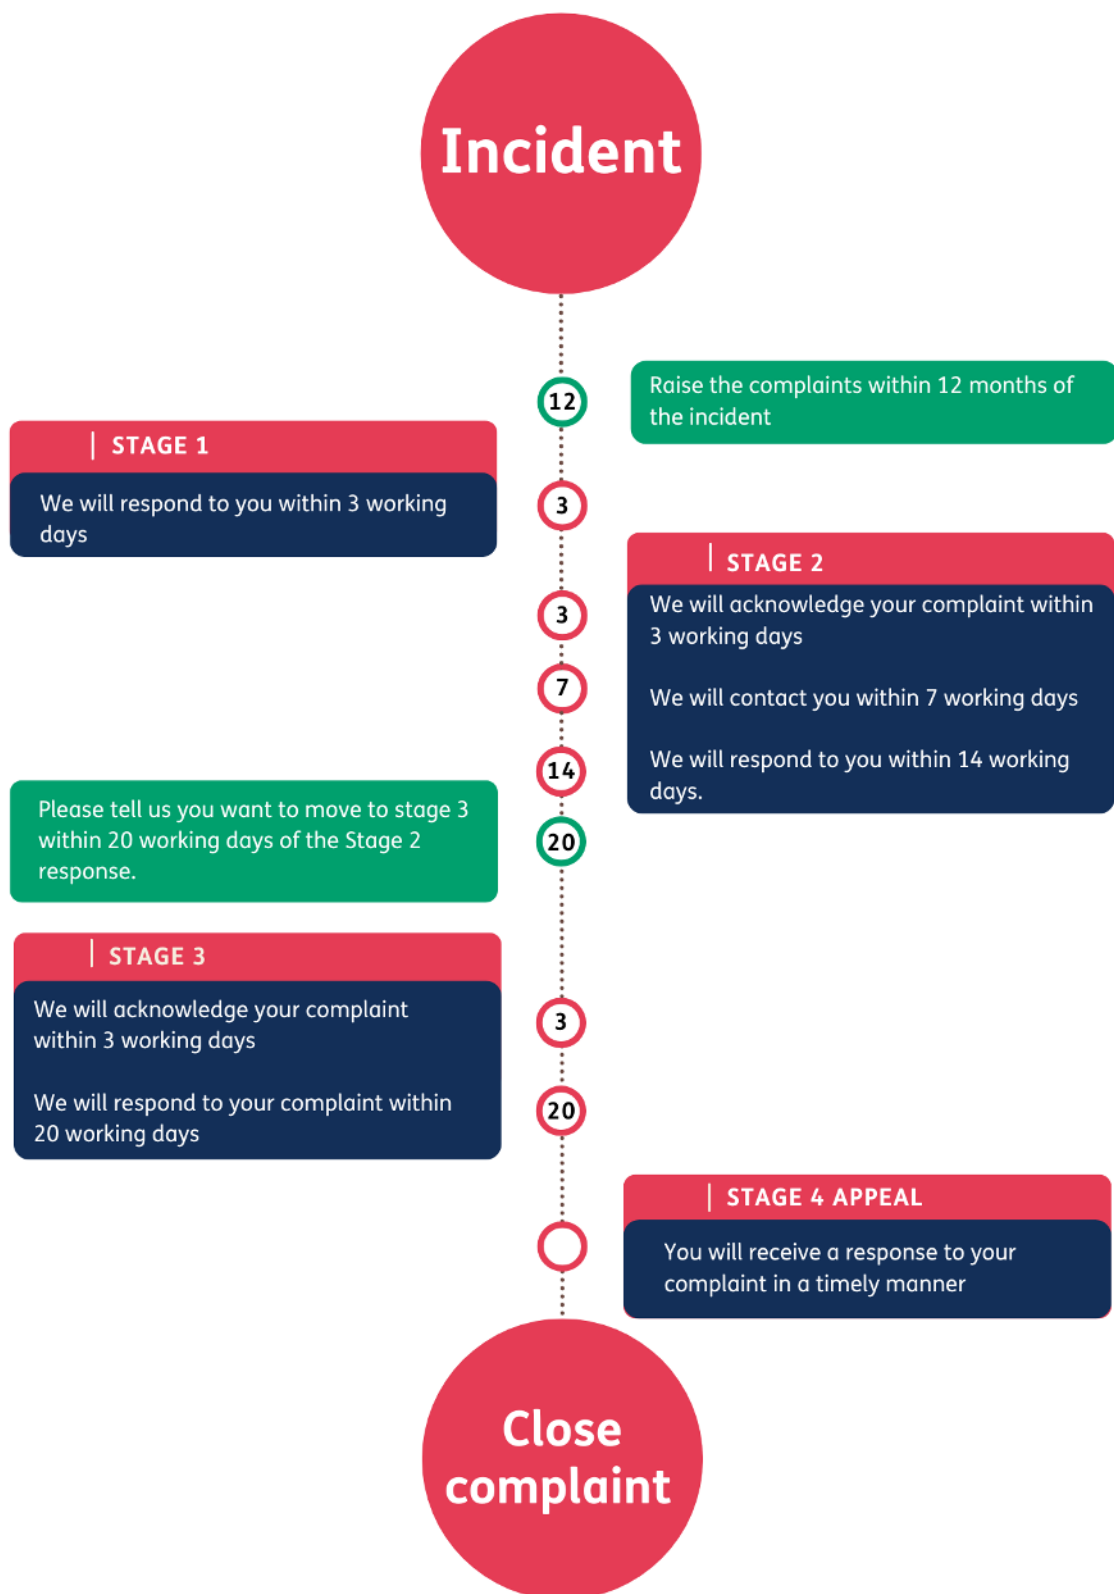 Incident
12
Raise the complaints within 12 months of
the incident
STAGE 1
We will respond to you within 3 working
days
3
STAGE 2
We will acknowledge your complaint within
3 working days
We will contact you within 7 working days
We will respond to you within 14 working
days.
3
7
14
Please tell us you want to move to stage 3
within 20 working days of the Stage 2
response.
20
STAGE 3
We will acknowledge your complaint
within 3 working days
We will respond to your complaint within
20 working days
3
20
STAGE 4 APPEAL
You will receive a response to your
complaint in a timely manner
Close
complaint